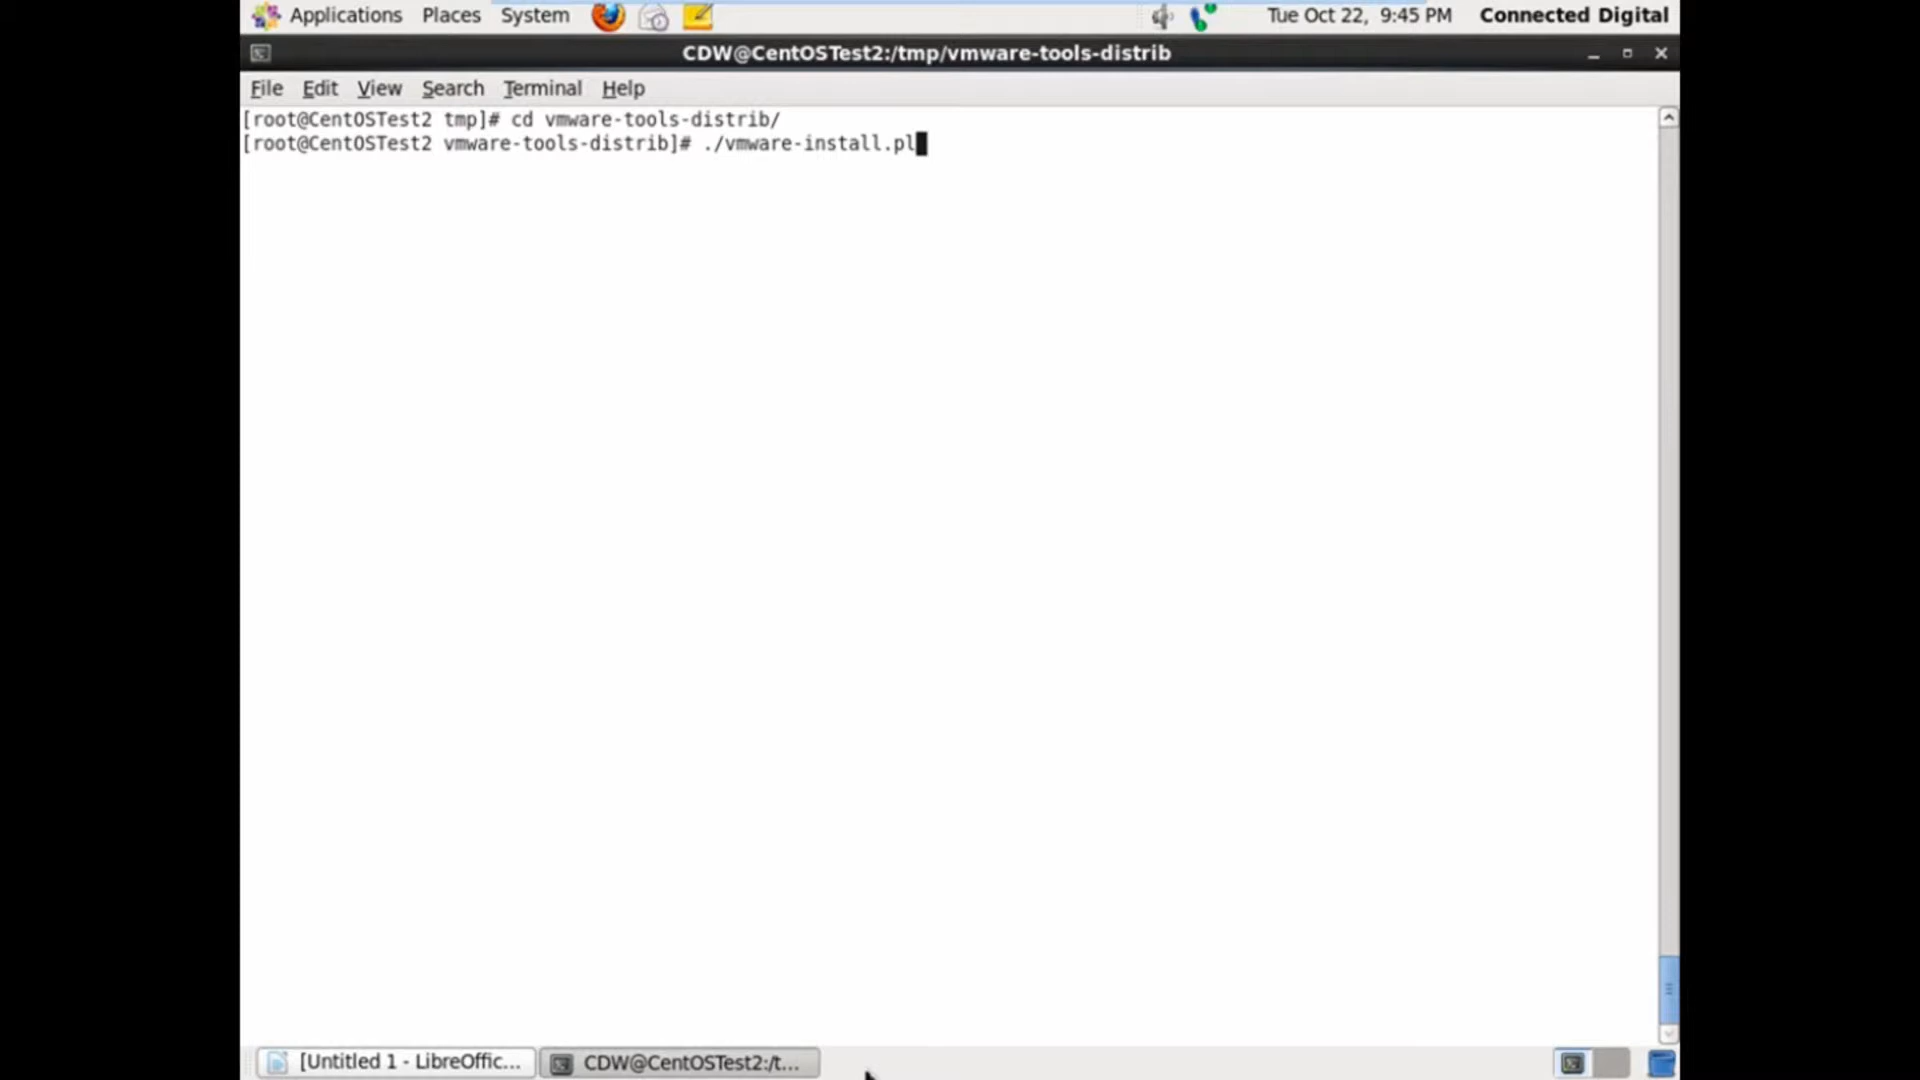 Applications Places System Tue Oct 22, 9:45 PM Connected Digital
CDW@CentOSTest2:/tmp/vmware-tools-distrib
File Edit View Search Terminal Help
[root@CentOSTest2 tmp]# cd vmware-tools-distrib/
[root@CentOSTest2 vmware-tools-distrib]# ./vmware-install.pl
[Untitled 1 - LibreOffic... CDW@CentOSTest2:/t...